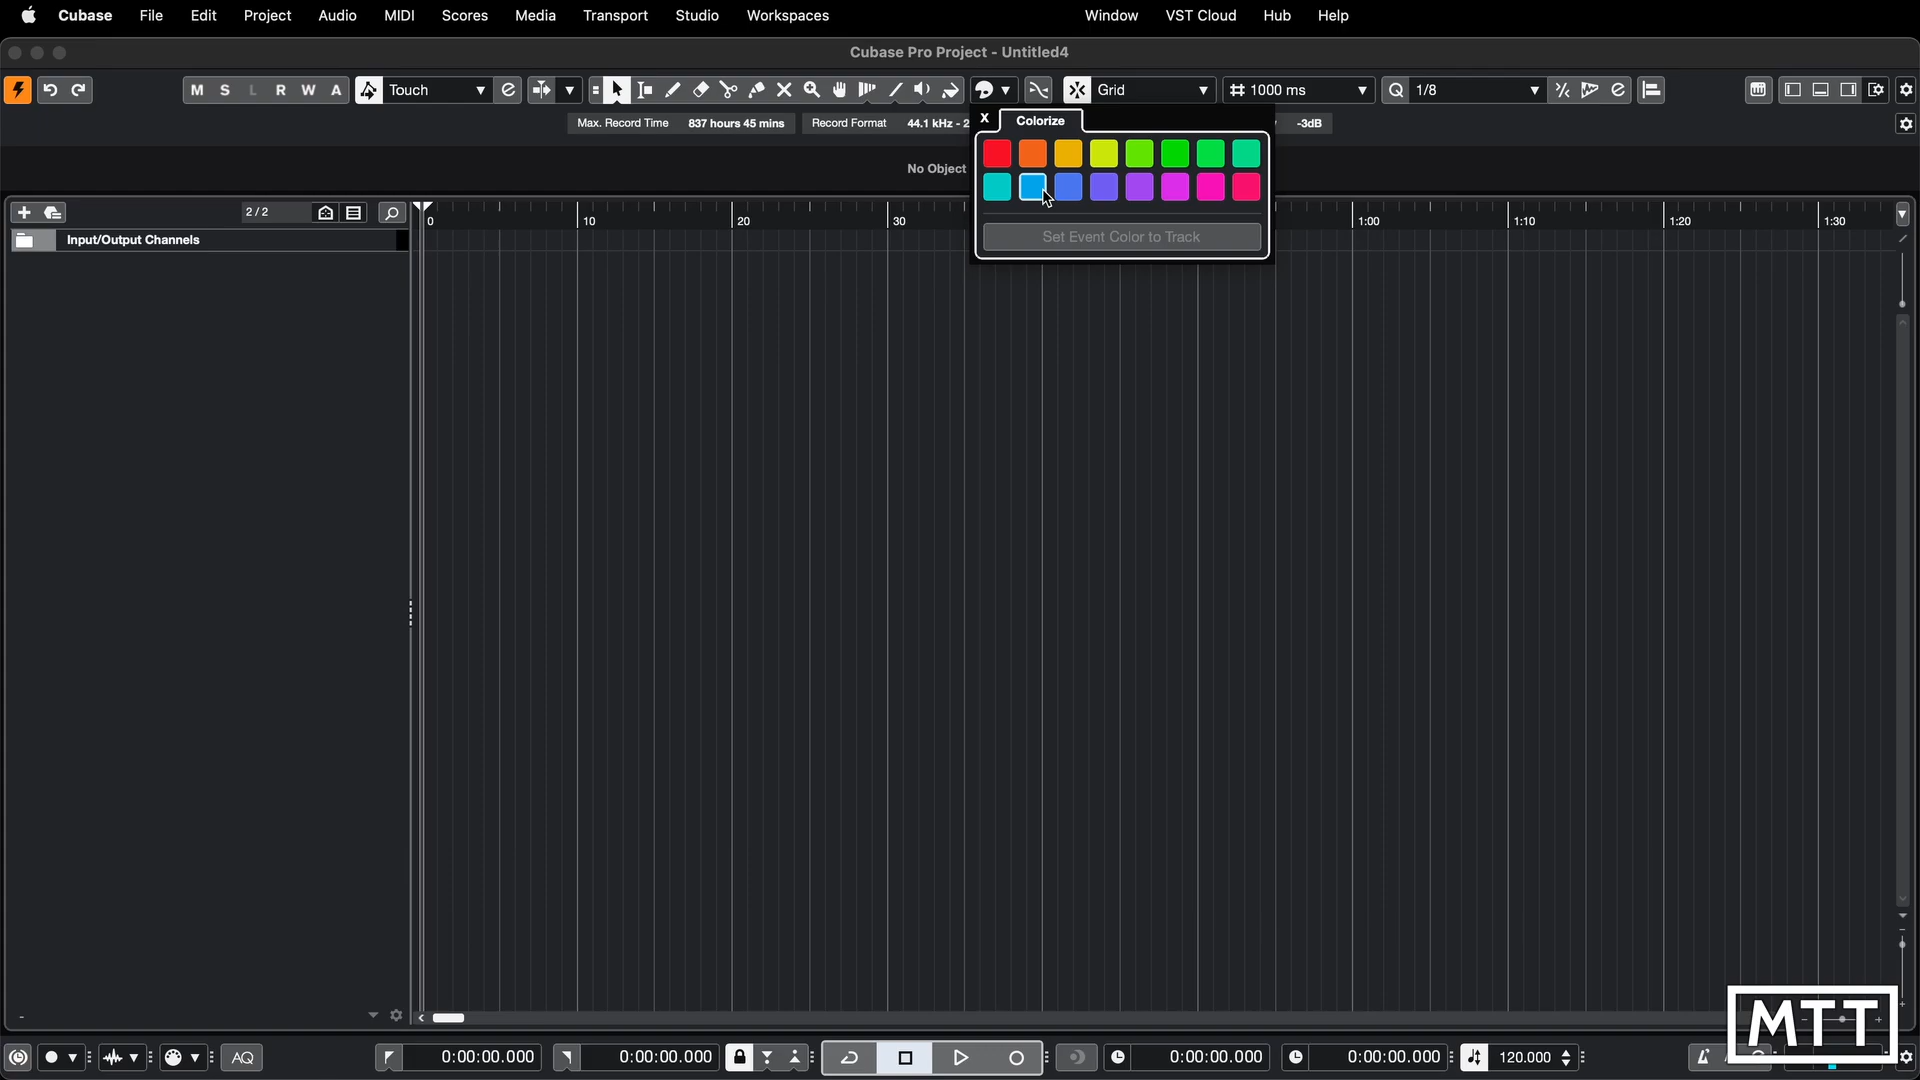 Cubase File Edit Project Audio MIDI Scores Media Transport Studio Workspaces Window VST Cloud Hub Help
Cubase Pro Project - Untitled4
M S L R W A Touch Grid 1000 ms Q 1/8
Max. Record Time 837 hours 45 mins Record Format 44.1 kHz - 2 -3dB
X Colorize
No Object
Set Event Color to Track
2 / 2
0 10 20 30 1:00 1:10 1:20 1:30
Input/Output Channels
MTT
AQ 0:00:00.000 0:00:00.000 0:00:00.000 0:00:00.000 120.000